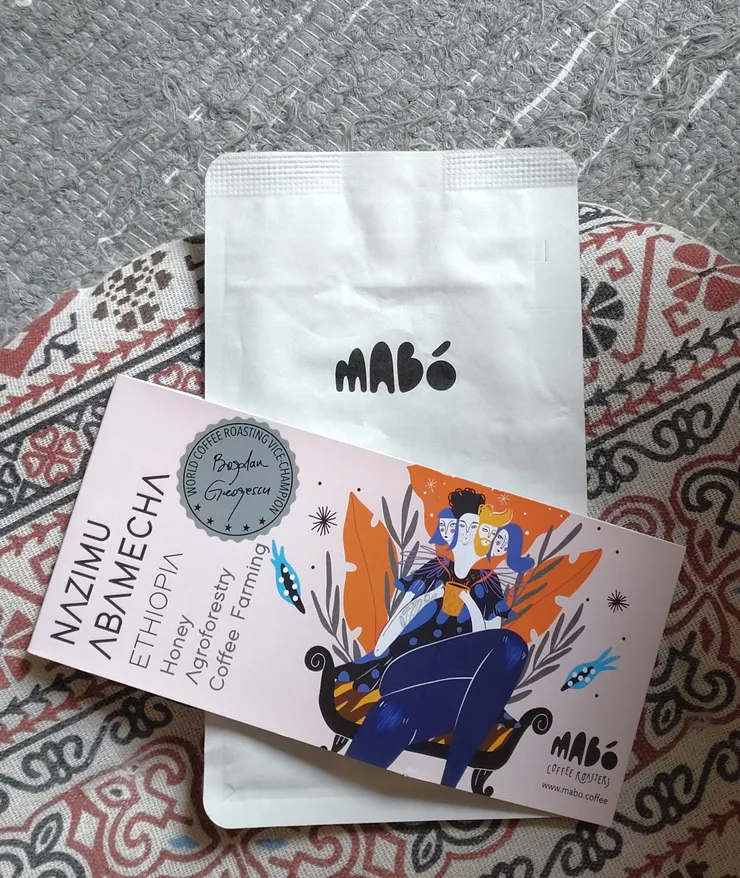 MABó
WORLD COFFEE ROASTING VICE-CHAMPION
Bogdan
Georgescu
NAZIMU
ABAMECHA
ETHIOPIA
Honey
Agroforestry
Coffee Farming
MABó
COFFEE ROASTERS
www.mabo.coffee